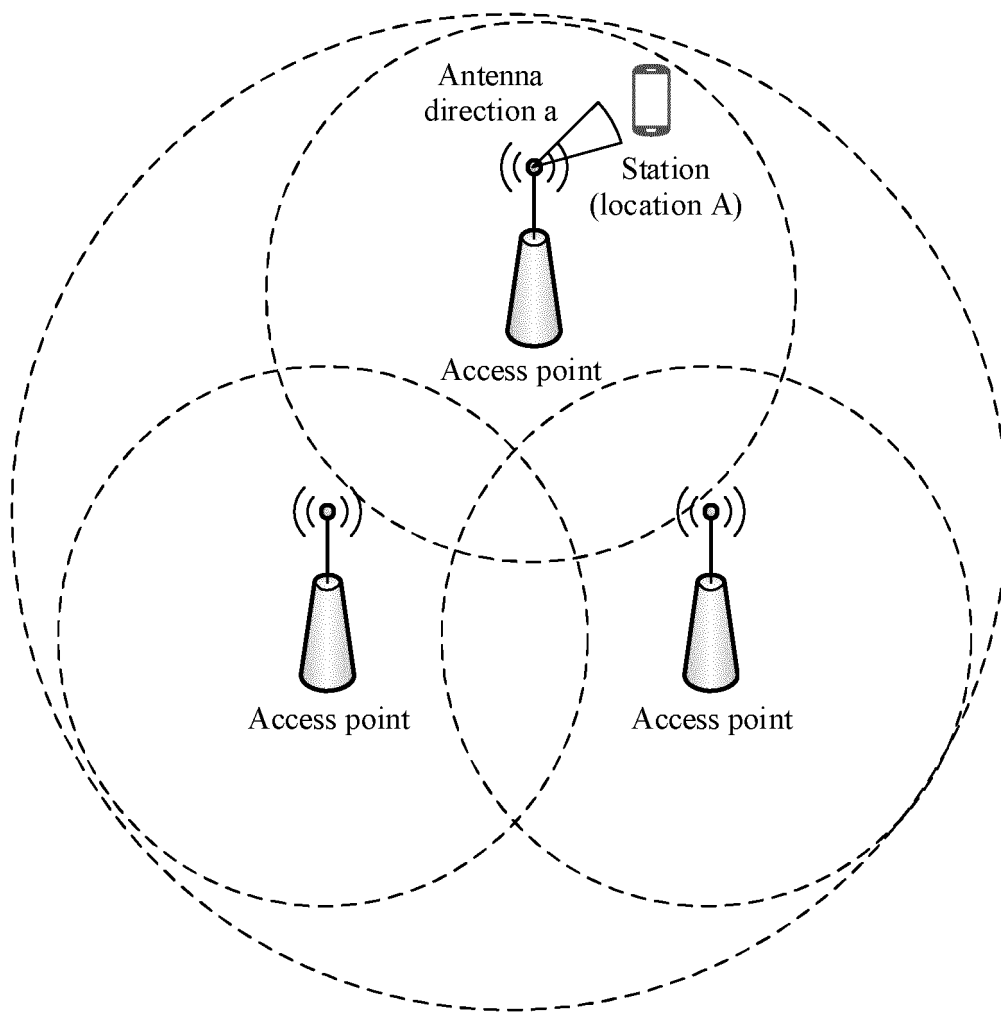 Antenna
direction a
Station
(location A)
Access point
Access point
Access point